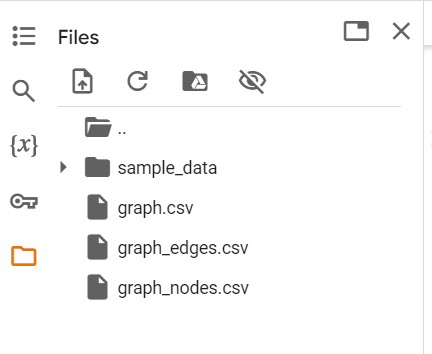 Files
{x}
..
sample_data
graph.csv
graph_edges.csv
graph_nodes.csv